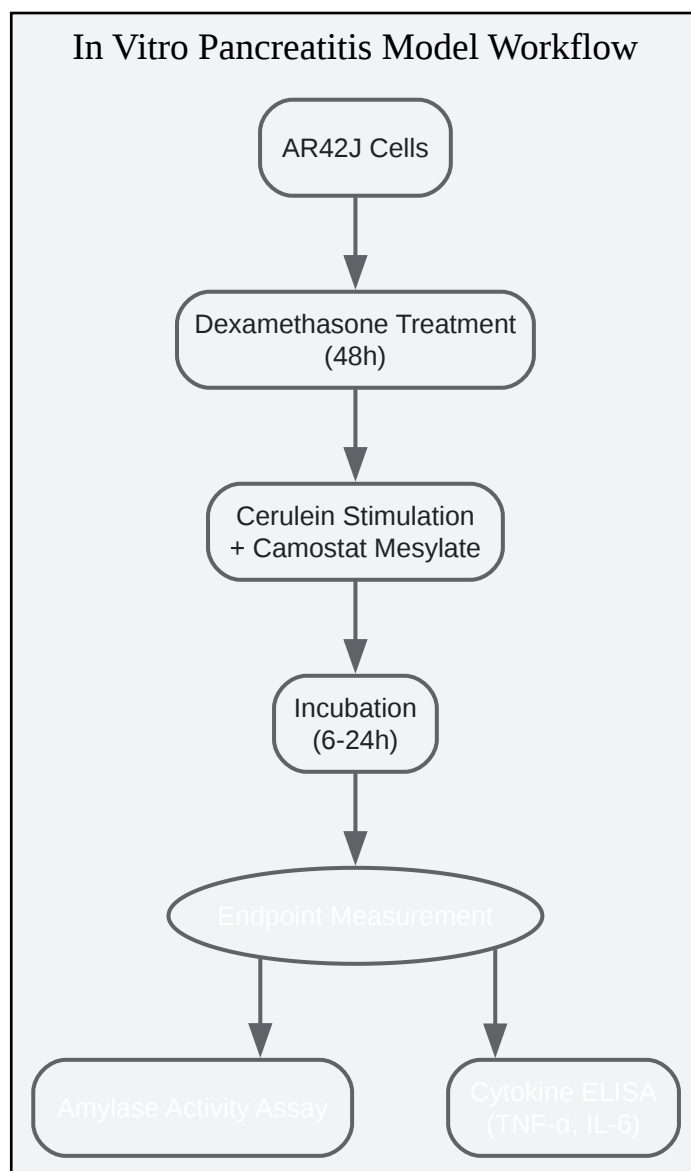 In Vitro Pancreatitis Model Workflow
AR42J Cells
Dexamethasone Treatment
(48h)
Cerulein Stimulation
+ Camostat Mesylate
Incubation
(6-24h)
Endpoint Measurement
Amylase Activity Assay
Cytokine ELISA
(TNF-α, IL-6)